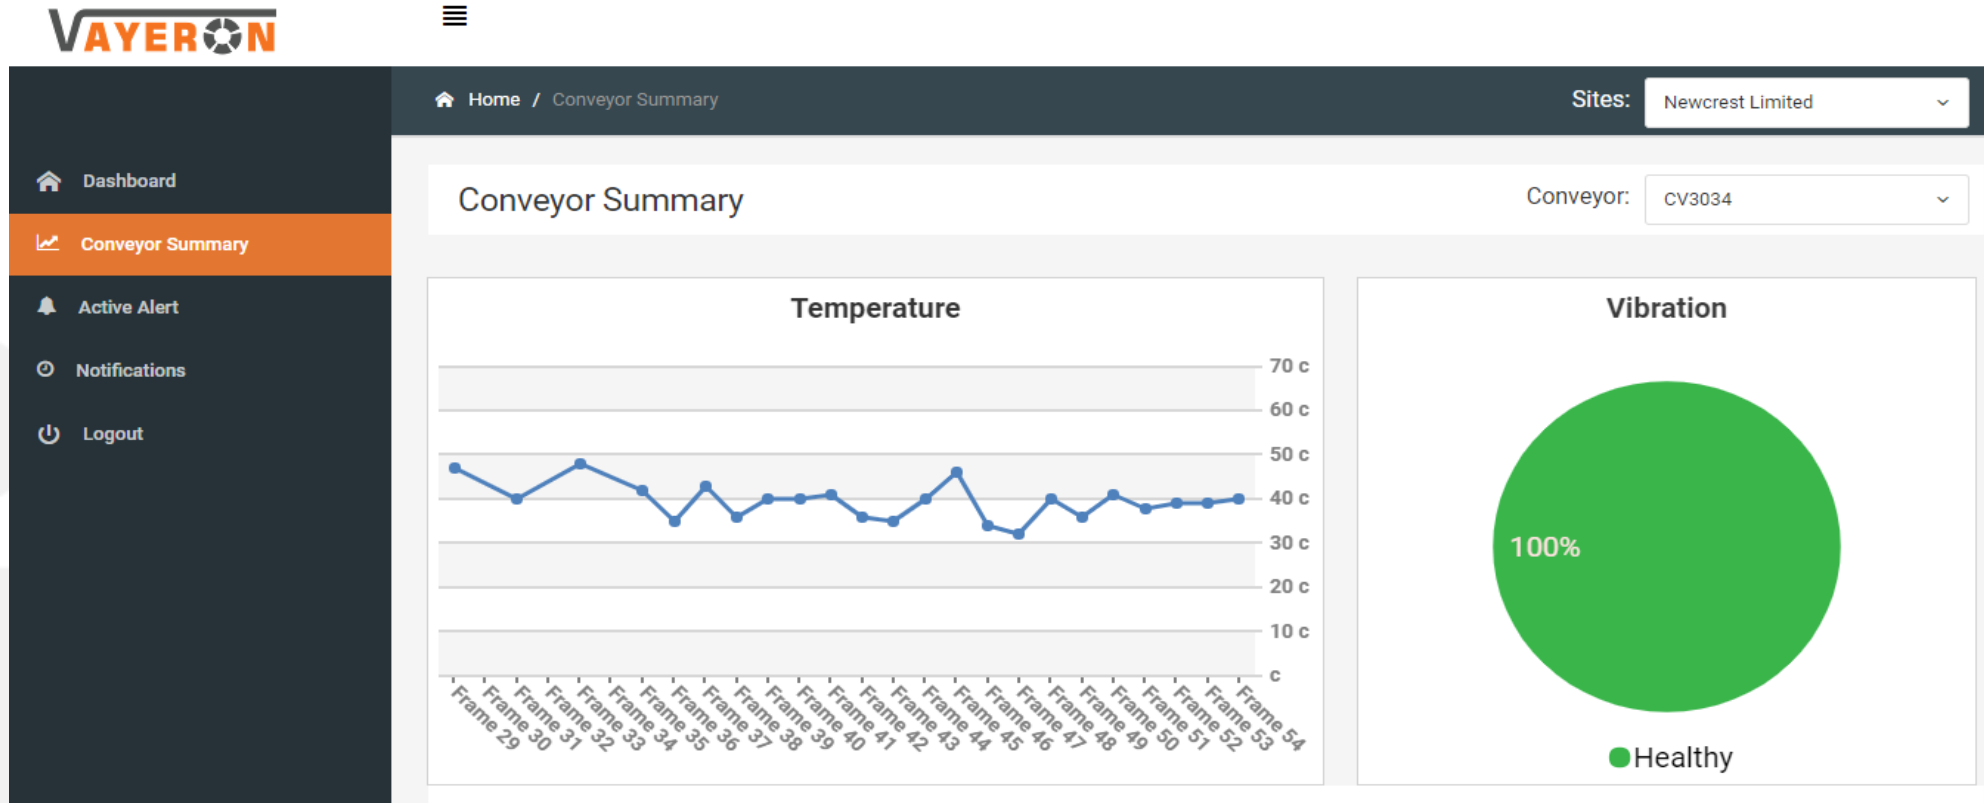 VAYERON
Home / Conveyor Summary
Sites:
Newcrest Limited
Dashboard
Conveyor Summary
Active Alert
Notifications
Logout
Conveyor Summary
Conveyor:
CV3034
Temperature
70 c
60 c
50 c
40 c
30 c
20 c
10 c
c
Frame 29
Frame 30
Frame 31
Frame 32
Frame 33
Frame 34
Frame 35
Frame 36
Frame 37
Frame 38
Frame 39
Frame 40
Frame 41
Frame 42
Frame 43
Frame 44
Frame 45
Frame 46
Frame 47
Frame 48
Frame 49
Frame 50
Frame 51
Frame 52
Frame 53
Frame 54
Vibration
100%
Healthy